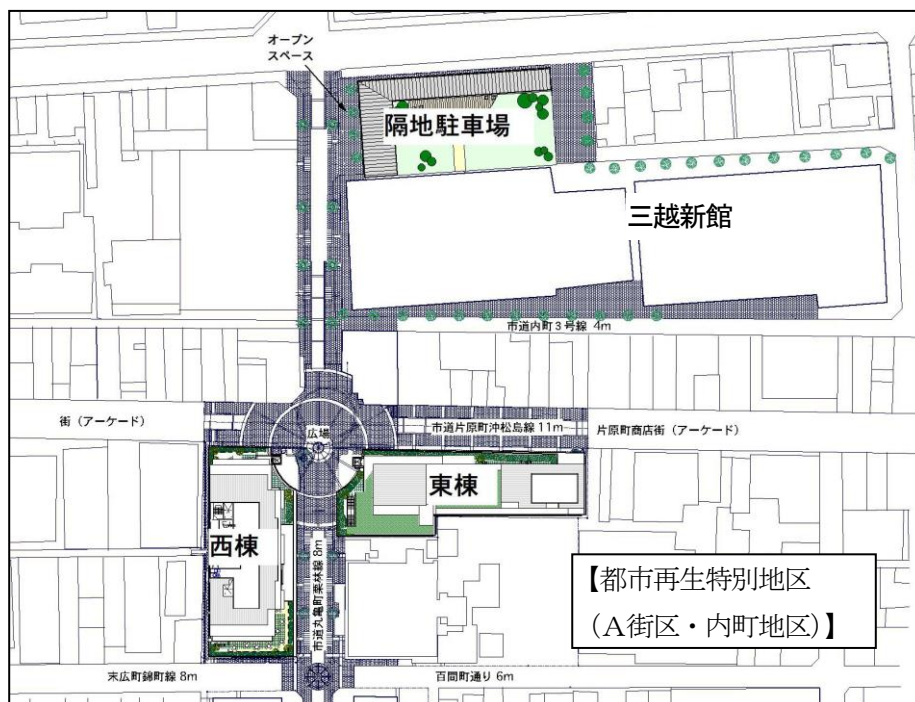 オープン
スペース
隔地駐車場
三越新館
市道内町3号線 4m
街（アーケード）
広場
市道片原町沖松島線 11m
片原町商店街（アーケード）
東棟
西棟
市道丸亀町栗林線 8m
【都市再生特別地区
（A街区・内町地区）】
末広町錦町線 8m
百間町通り 6m